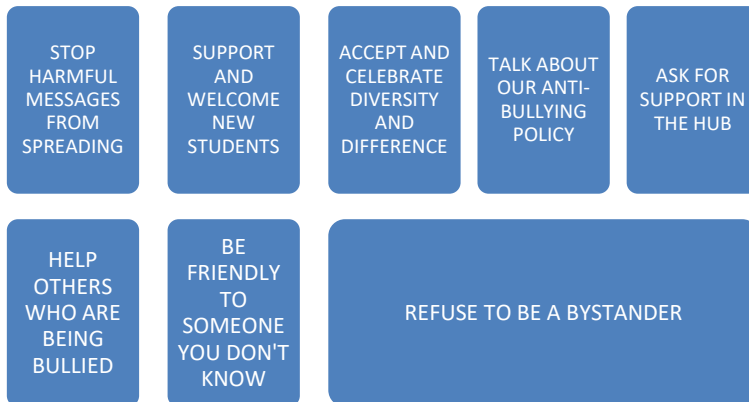 STOP
HARMFUL
MESSAGES
FROM
SPREADING
SUPPORT
AND
WELCOME
NEW
STUDENTS
ACCEPT AND
CELEBRATE
DIVERSITY
AND
DIFFERENCE
TALK ABOUT
OUR ANTI-
BULLYING
POLICY
ASK FOR
SUPPORT IN
THE HUB
HELP
OTHERS
WHO ARE
BEING
BULLIED
BE
FRIENDLY
TO
SOMEONE
YOU DON'T
KNOW
REFUSE TO BE A BYSTANDER